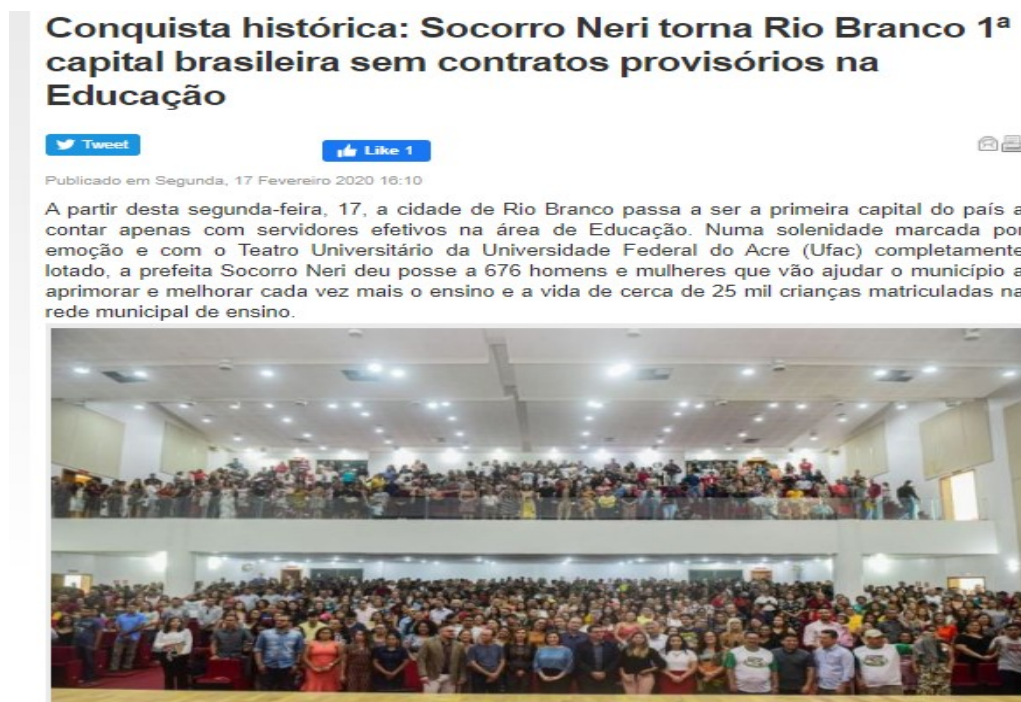 Conquista histórica: Socorro Neri torna Rio Branco 1ª
capital brasileira sem contratos provisórios na
Educação
Tweet
Like 1
Publicado em Segunda, 17 Fevereiro 2020 16:10
A partir desta segunda-feira, 17, a cidade de Rio Branco passa a ser a primeira capital do país a
contar apenas com servidores efetivos na área de Educação. Numa solenidade marcada por
emoção e com o Teatro Universitário da Universidade Federal do Acre (Ufac) completamente
lotado, a prefeita Socorro Neri deu posse a 676 homens e mulheres que vão ajudar o município a
aprimorar e melhorar cada vez mais o ensino e a vida de cerca de 25 mil crianças matriculadas na
rede municipal de ensino.